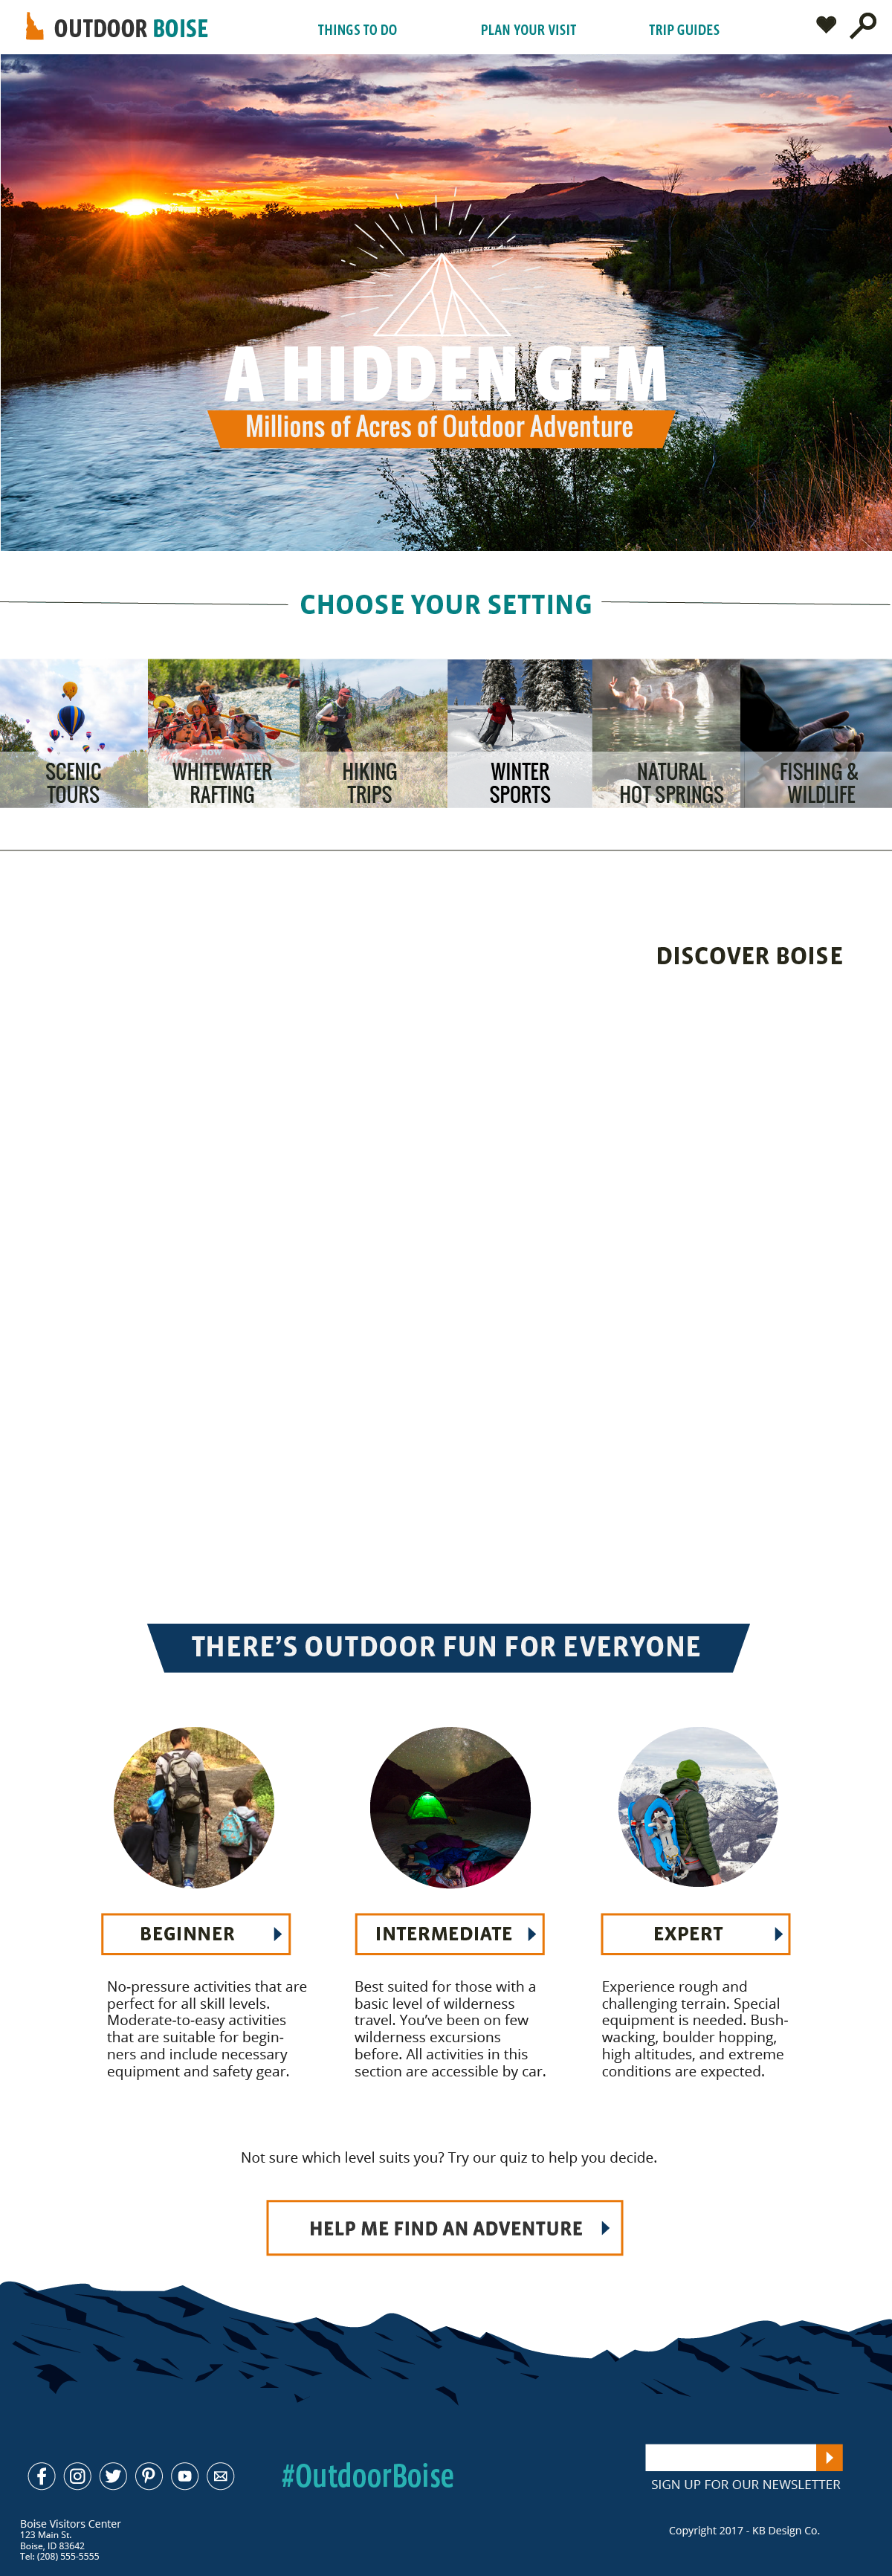 OUTDOOR BOISE
THINGS TO DO
PLAN YOUR VISIT
TRIP GUIDES
A HIDDEN GEM
Millions of Acres of Outdoor Adventure
CHOOSE YOUR SETTING
SCENIC
TOURS
WHITEWATER
RAFTING
HIKING
TRIPS
WINTER
SPORTS
NATURAL
HOT SPRINGS
FISHING &
WILDLIFE
DISCOVER BOISE
THERE'S OUTDOOR FUN FOR EVERYONE
BEGINNER
No-pressure activities that are
perfect for all skill levels.
Moderate-to-easy activities
that are suitable for begin-
ners and include necessary
equipment and safety gear.
INTERMEDIATE
Best suited for those with a
basic level of wilderness
travel. You've been on few
wilderness excursions
before. All activities in this
section are accessible by car.
EXPERT
Experience rough and
challenging terrain. Special
equipment is needed. Bush-
wacking, boulder hopping,
high altitudes, and extreme
conditions are expected.
Not sure which level suits you? Try our quiz to help you decide.
HELP ME FIND AN ADVENTURE
#OutdoorBoise
SIGN UP FOR OUR NEWSLETTER
Boise Visitors Center
123 Main St.
Boise, ID 83642
Tel: (208) 555-5555
Copyright 2017 - KB Design Co.